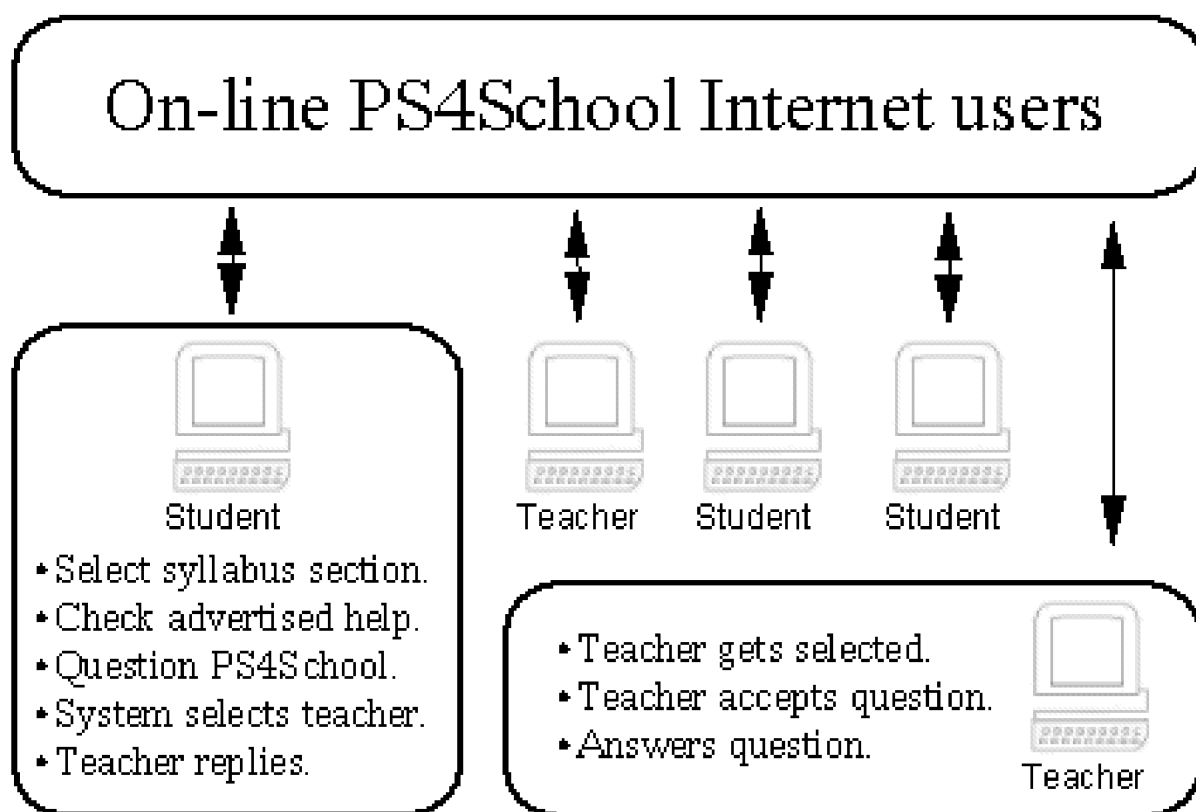 On-line PS4School Internet users
Student
• Select syllabus section.
• Check advertised help.
• Question PS4School.
• System selects teacher.
• Teacher replies.
Teacher
Student
Student
• Teacher gets selected.
• Teacher accepts question.
• Answers question.
Teacher